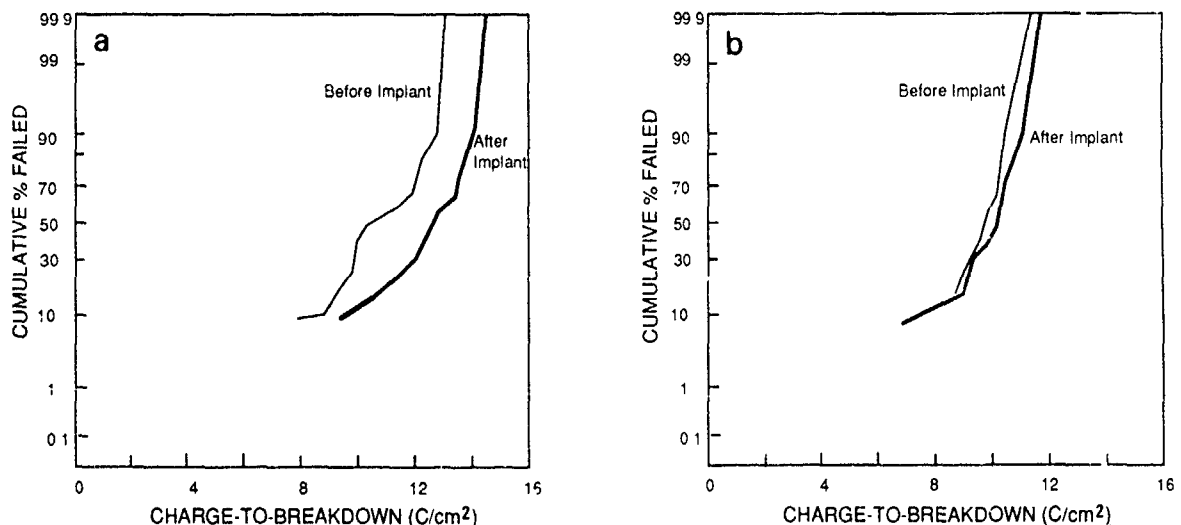 a
99 9
99
90
70
50
30
10
1
0 1
CUMULATIVE % FAILED
Before Implant
After
Implant
0
4
8
12
16
CHARGE-TO-BREAKDOWN (C/cm²)
b
99 9
99
90
70
50
30
10
1
0 1
CUMULATIVE % FAILED
Before Implant
After Implant
0
4
8
12
16
CHARGE-TO-BREAKDOWN (C/cm²)